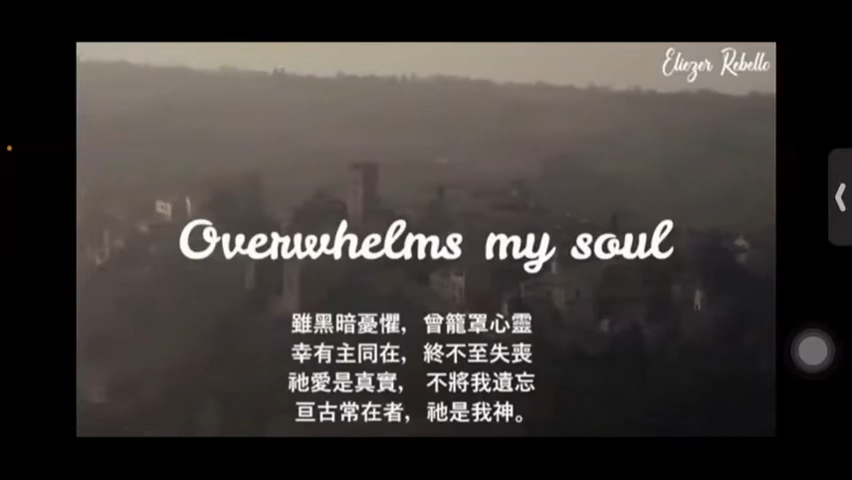 Eliezer Rebello
Overwhelms my soul
雖黑暗憂懼，曾籠罩心靈
幸有主同在，終不至失喪
祂愛是真實，不將我遺忘
亘古常在者，祂是我神。